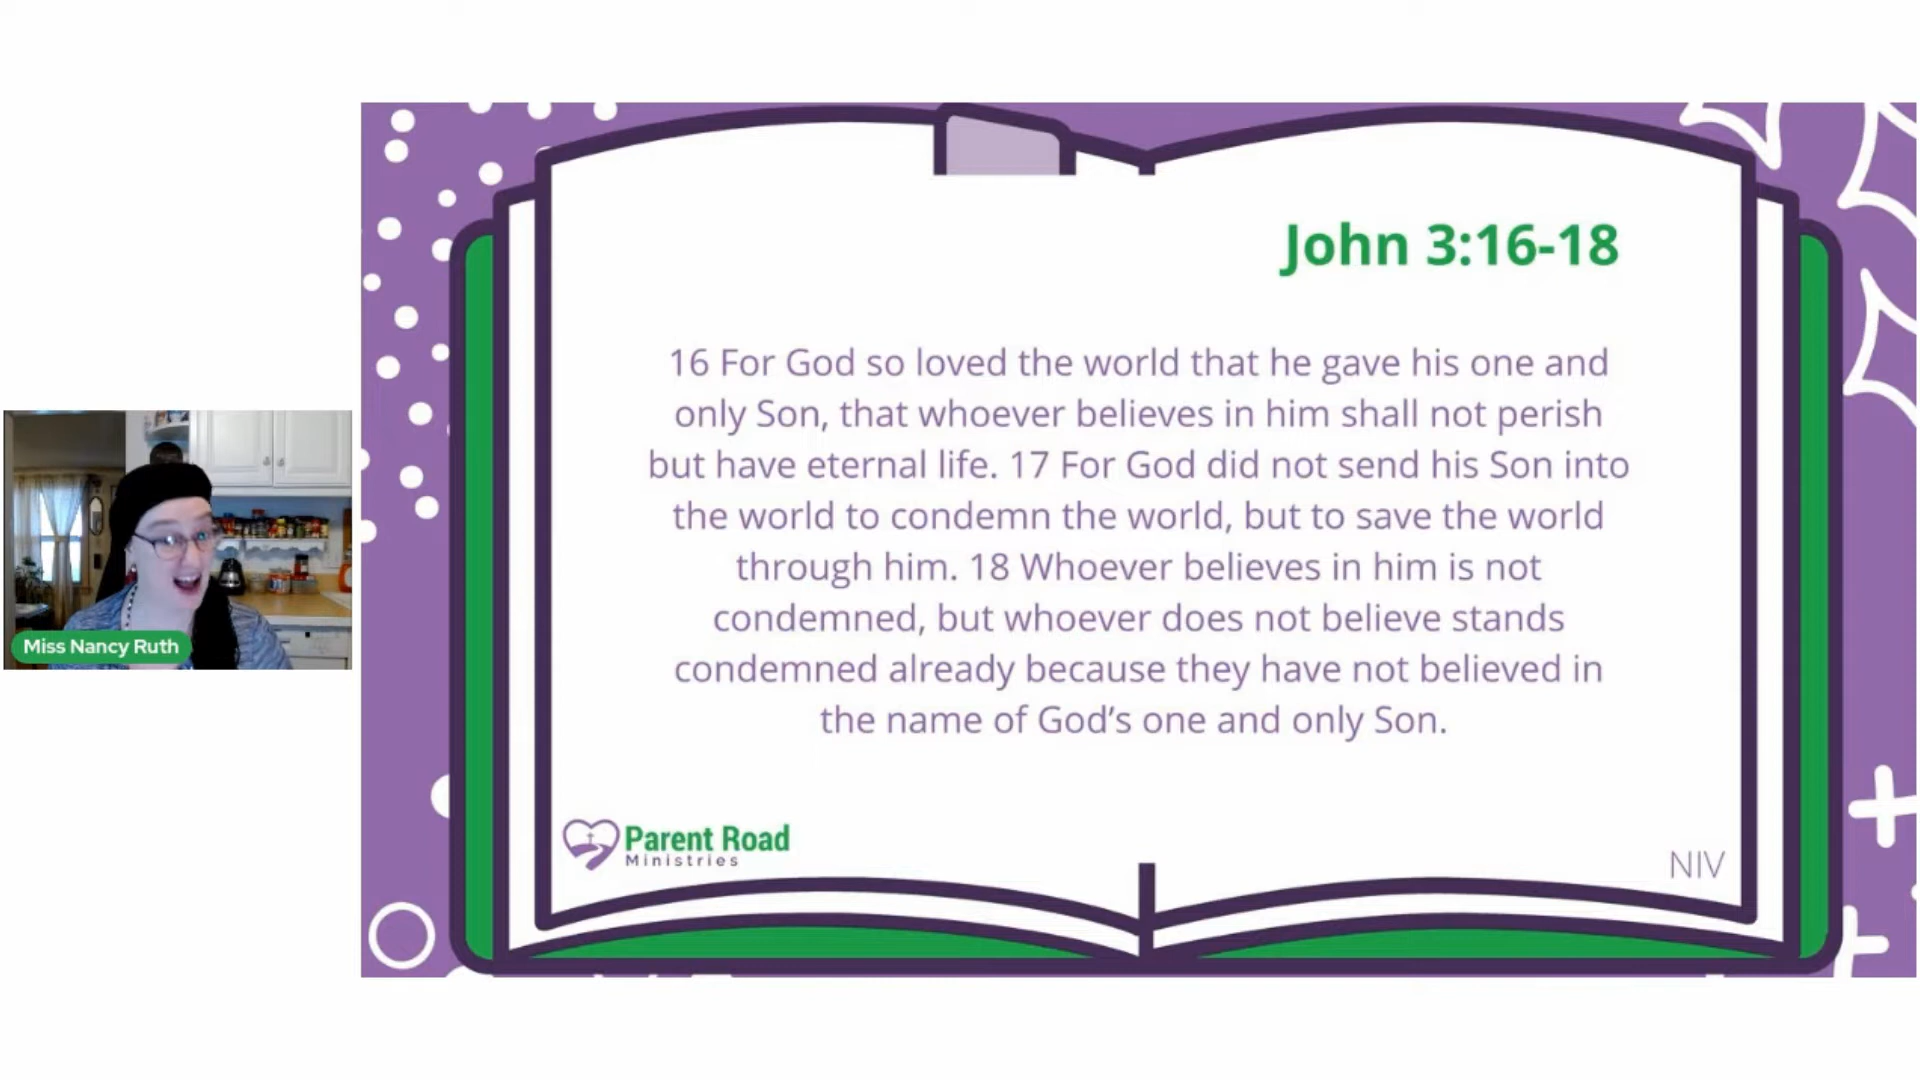 John 3:16-18
16 For God so loved the world that he gave his one and
only Son, that whoever believes in him shall not perish
but have eternal life. 17 For God did not send his Son into
the world to condemn the world, but to save the world
through him. 18 Whoever believes in him is not
condemned, but whoever does not believe stands
condemned already because they have not believed in
the name of God’s one and only Son.
Miss Nancy Ruth
Parent Road
Ministries
NIV